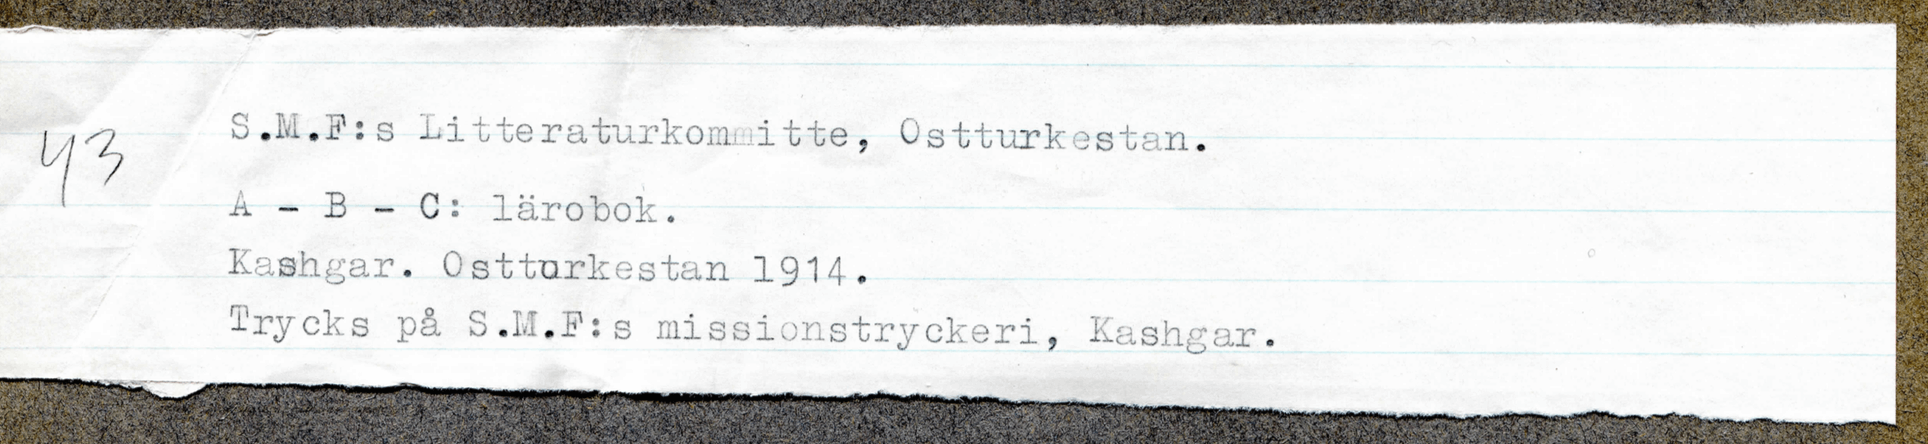 43
S.M.F:s Litteraturkommitte, Ostturkestan.
A - B - C: lärobok.
Kashgar. Ostturkestan 1914.
Trycks på S.M.F:s missionstryckeri, Kashgar.